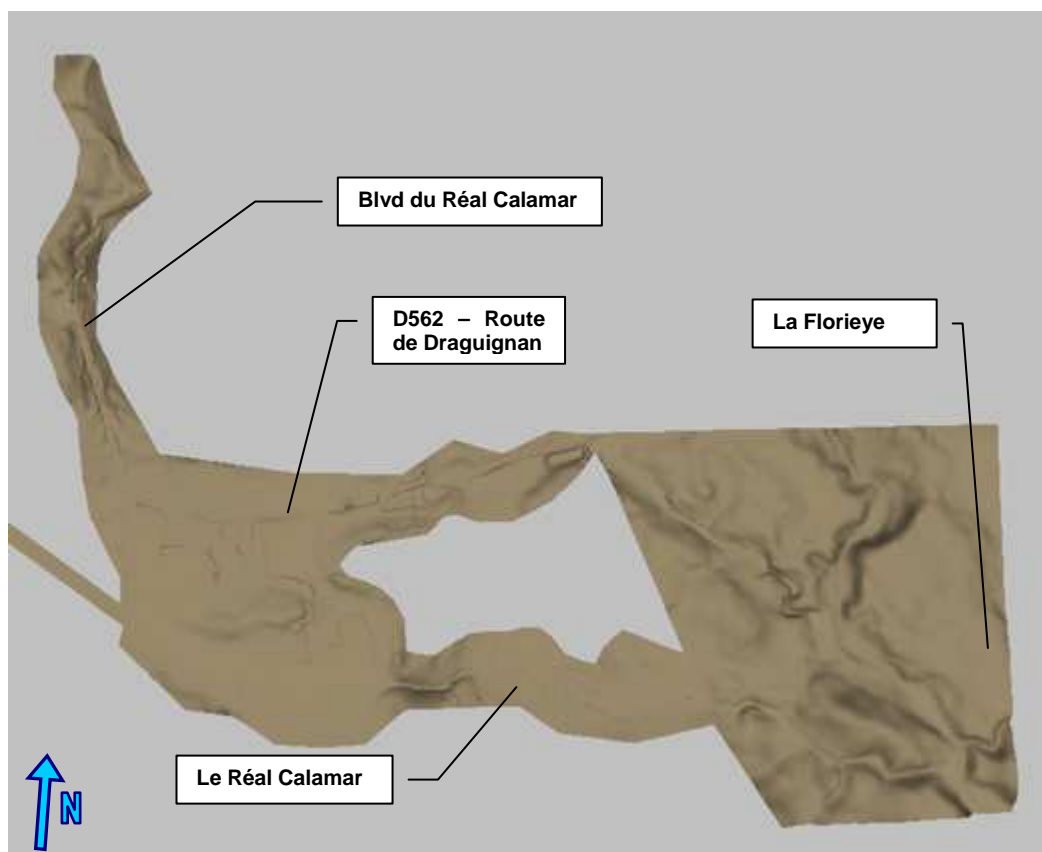 Blvd du Réal Calamar
D562 – Route
de Draguignan
La Florieye
Le Réal Calamar
N